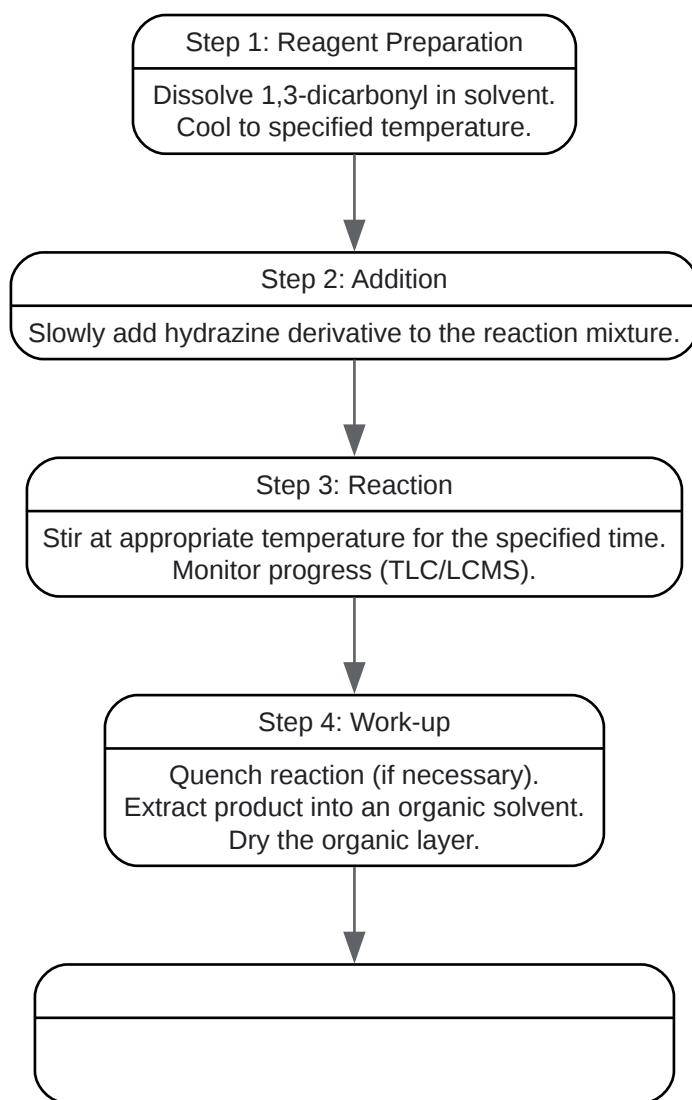 Step 1: Reagent Preparation
Dissolve 1,3-dicarbonyl in solvent.
Cool to specified temperature.
Step 2: Addition
Slowly add hydrazine derivative to the reaction mixture.
Step 3: Reaction
Stir at appropriate temperature for the specified time.
Monitor progress (TLC/LCMS).
Step 4: Work-up
Quench reaction (if necessary).
Extract product into an organic solvent.
Dry the organic layer.